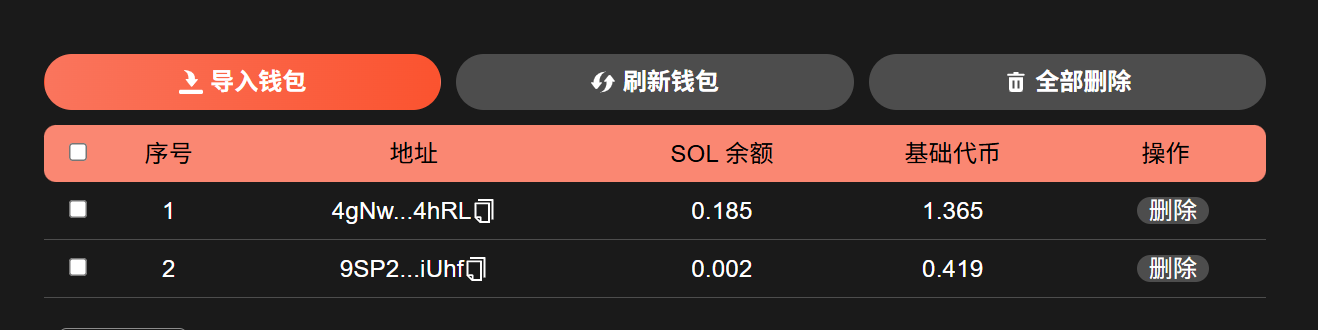 导入钱包 刷新钱包 全部删除
序号 地址 SOL 余额 基础代币 操作
1 4gNw...4hRL 0.185 1.365 删除
2 9SP2...iUhf 0.002 0.419 删除